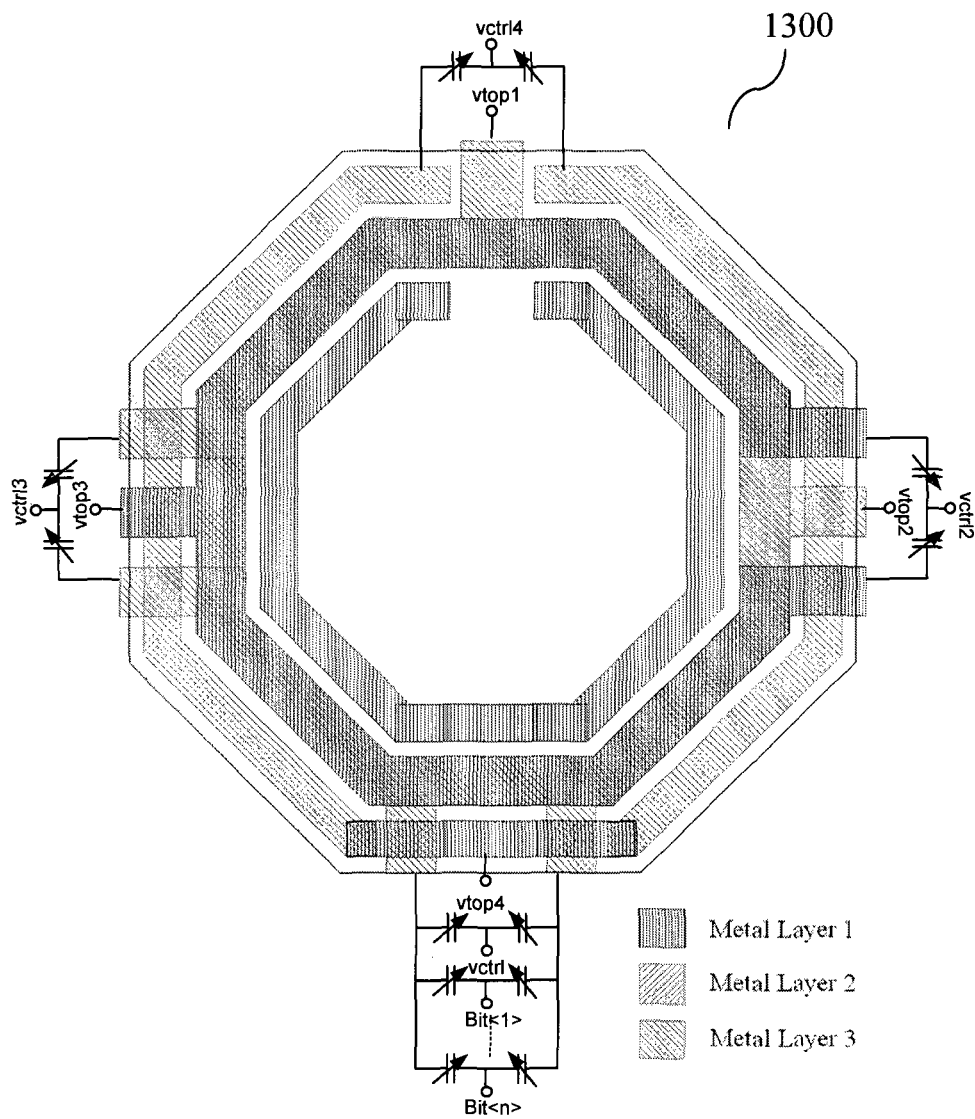 1300
vctrl4
vtop1
vctrl3
vtop3
vtop2
vctrl2
vtop4
vctrl
Bit<1>
Bit<n>
Metal Layer 1
Metal Layer 2
Metal Layer 3